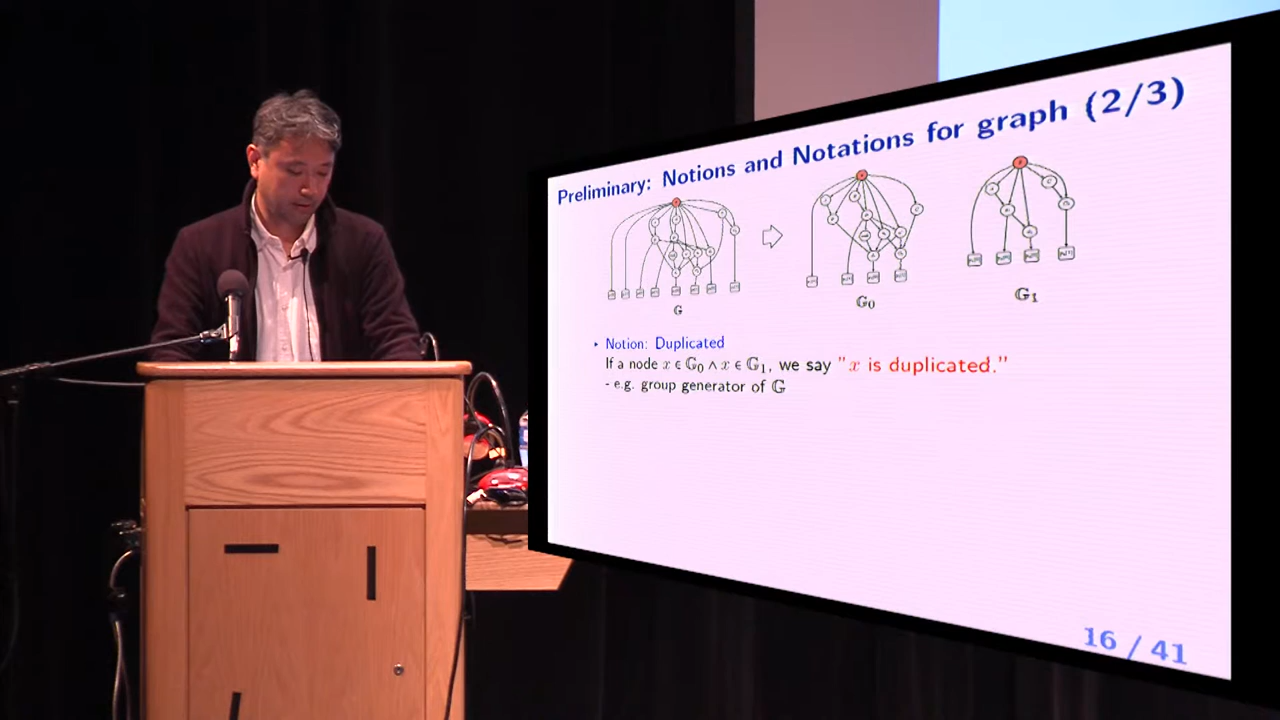 Preliminary: Notions and Notations for graph (2/3)
𝔾
𝔾₀
𝔾₁
‣ Notion: Duplicated
If a node x ∈ 𝔾₀ ∧ x ∈ 𝔾₁, we say "x is duplicated."
- e.g. group generator of 𝔾
16 / 41